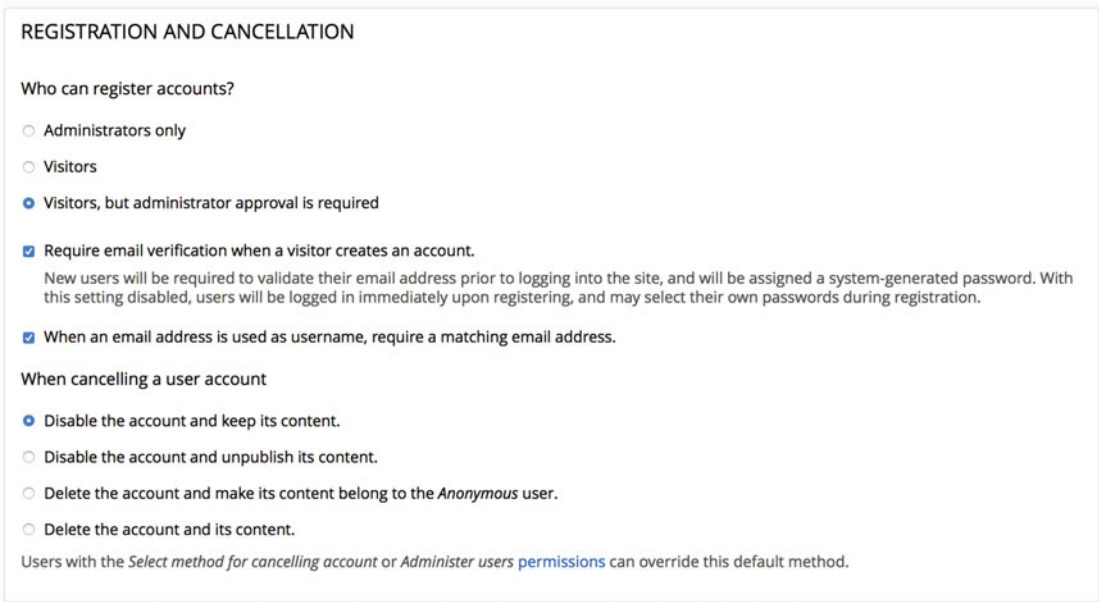 REGISTRATION AND CANCELLATION
Who can register accounts?
Administrators only
Visitors
Visitors, but administrator approval is required
Require email verification when a visitor creates an account.
New users will be required to validate their email address prior to logging into the site, and will be assigned a system-generated password. With
this setting disabled, users will be logged in immediately upon registering, and may select their own passwords during registration.
When an email address is used as username, require a matching email address.
When cancelling a user account
Disable the account and keep its content.
Disable the account and unpublish its content.
Delete the account and make its content belong to the Anonymous user.
Delete the account and its content.
Users with the Select method for cancelling account or Administer users permissions can override this default method.